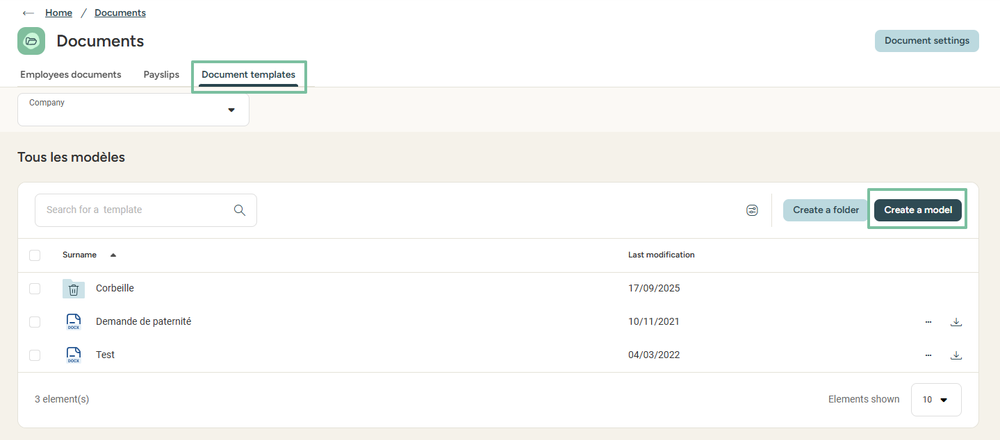 Home / Documents
Documents
Document settings
Employees documents Payslips Document templates
Company
Tous les modèles
Search for a template
Create a folder Create a model
Surname Last modification
Corbeille 17/09/2025
DOCX Demande de paternité 10/11/2021 ...
DOCX Test 04/03/2022 ...
3 element(s) Elements shown 10